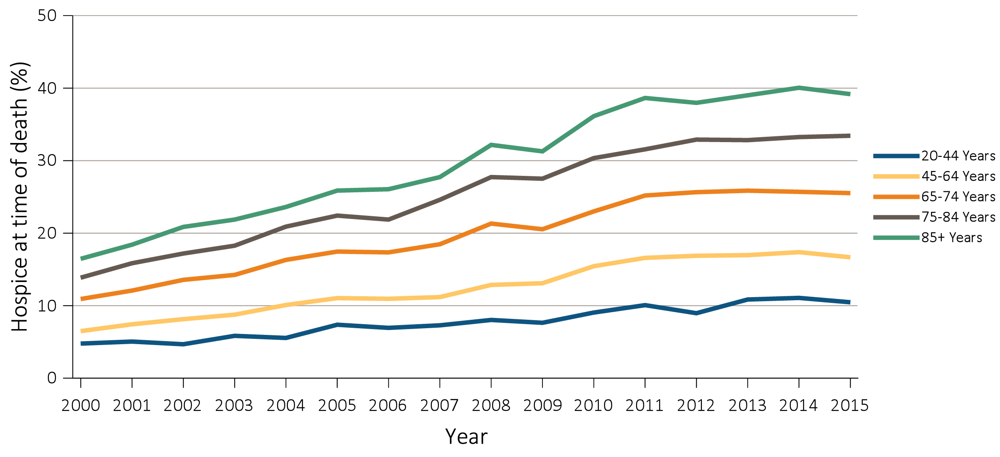 Hospice at time of death (%)
50
40
30
20
10
0
2000 2001 2002 2003 2004 2005 2006 2007 2008 2009 2010 2011 2012 2013 2014 2015
Year
20-44 Years
45-64 Years
65-74 Years
75-84 Years
85+ Years